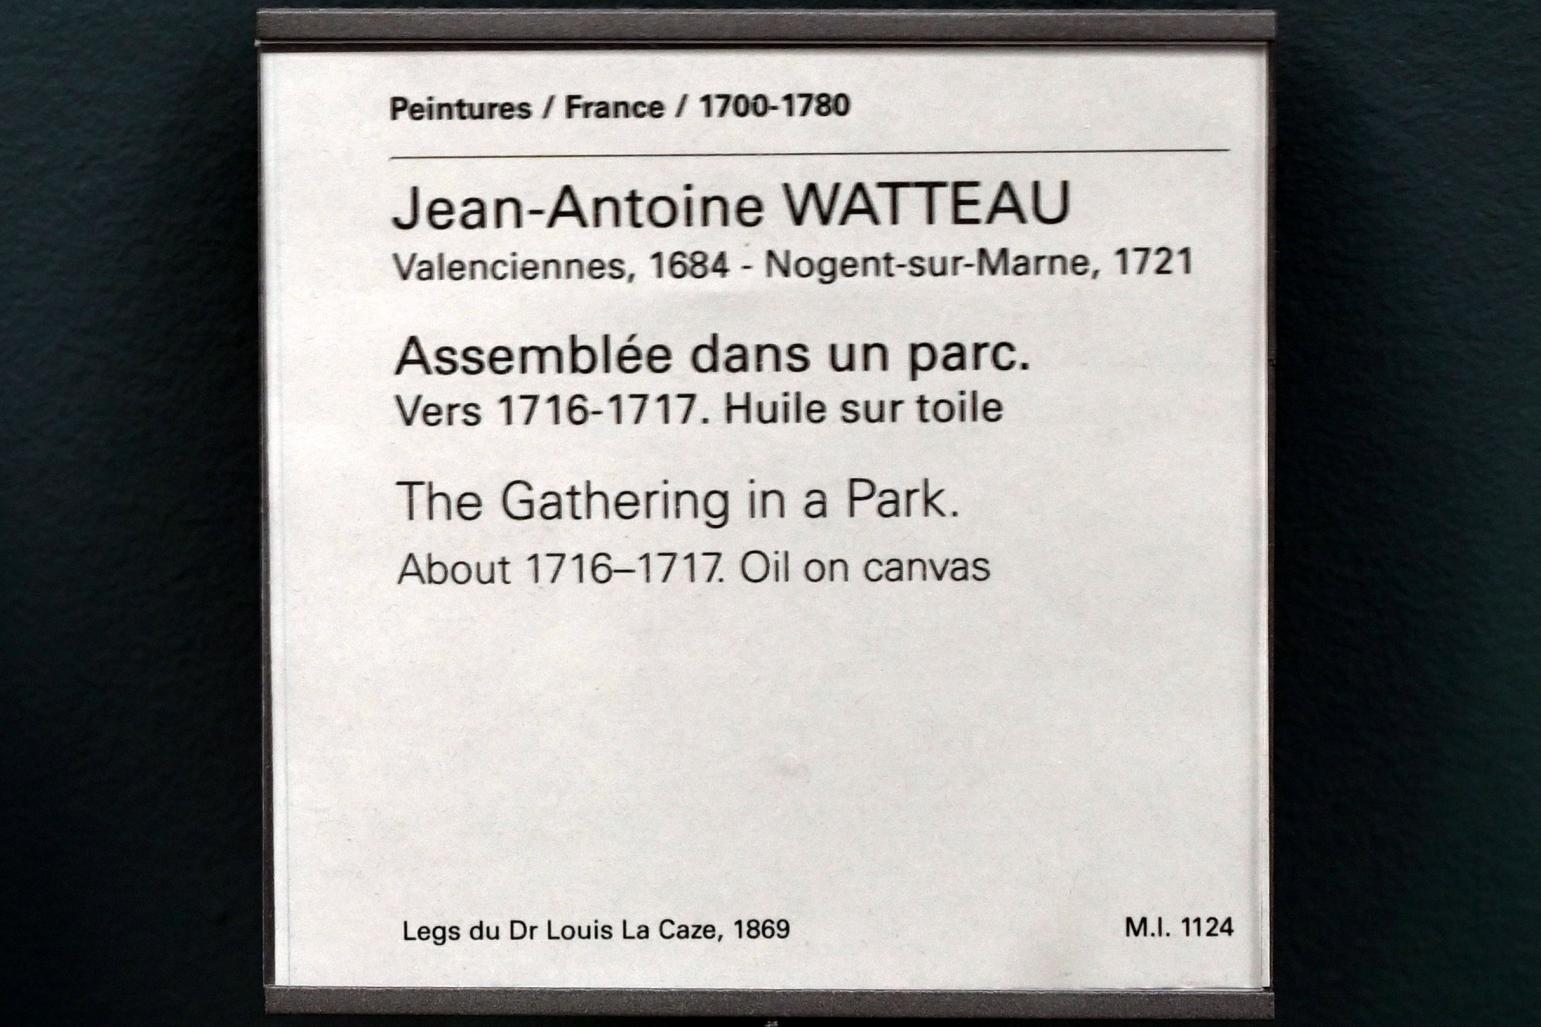 Peintures / France / 1700-1780
Jean-Antoine WATTEAU
Valenciennes, 1684 - Nogent-sur-Marne, 1721
Assemblée dans un parc.
Vers 1716-1717. Huile sur toile
The Gathering in a Park.
About 1716–1717. Oil on canvas
Legs du Dr Louis La Caze, 1869
M.I. 1124